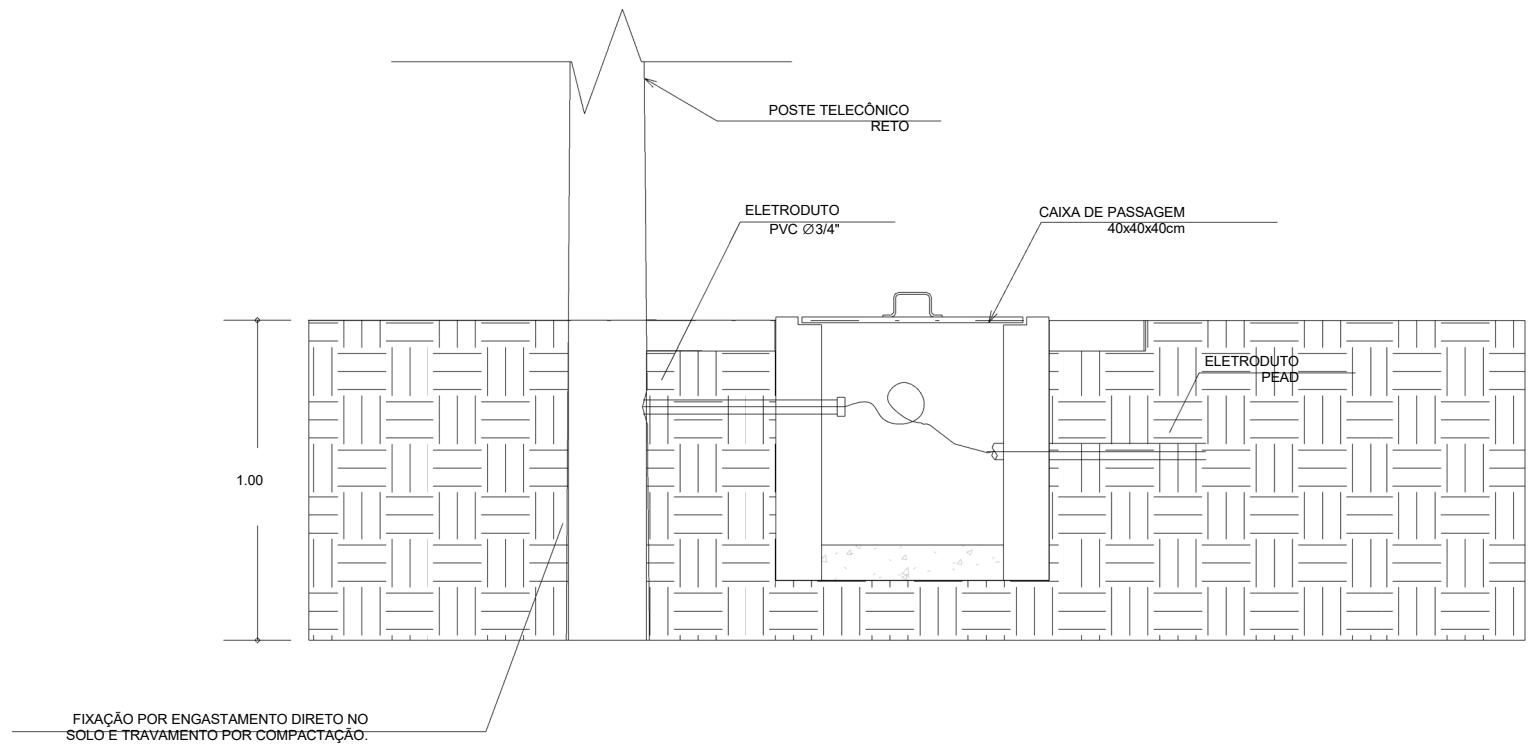 POSTE TELECÔNICO
RETO
ELETRODUTO
PVC Ø3/4"
CAIXA DE PASSAGEM
40x40x40cm
ELETRODUTO
PEAD
1.00
FIXAÇÃO POR ENGASTAMENTO DIRETO NO
SOLO E TRAVAMENTO POR COMPACTAÇÃO.